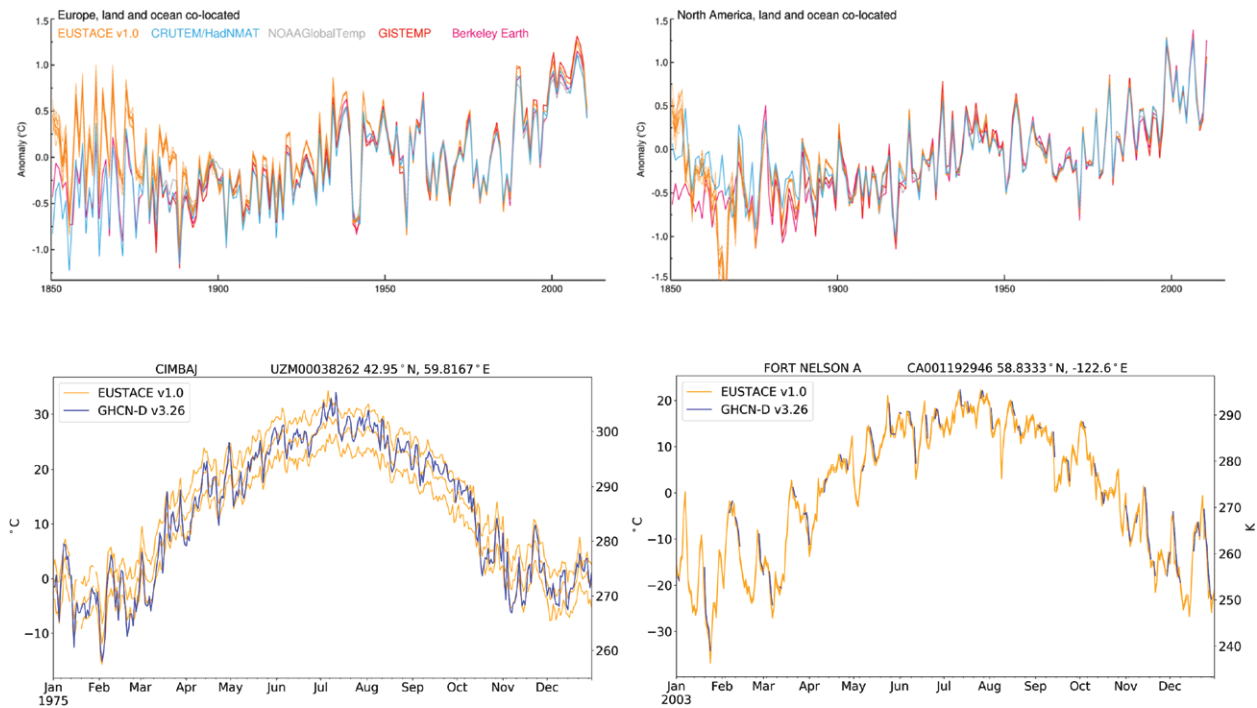 Europe, land and ocean co-located
EUSTACE v1.0 CRUTEM/HadNMAT NOAAGlobalTemp GISTEMP Berkeley Earth
Anomaly (°C)
1.5
1.0
0.5
0.0
-0.5
-1.0
1850 1900 1950 2000
North America, land and ocean co-located
Anomaly (°C)
1.5
1.0
0.5
0.0
-0.5
-1.0
-1.5
1850 1900 1950 2000
CIMBAJ UZM00038262 42.95°N, 59.8167°E
EUSTACE v1.0
GHCN-D v3.26
°C
30
20
10
0
−10
300
290
280
270
260
Jan Feb Mar Apr May Jun Jul Aug Sep Oct Nov Dec
1975
FORT NELSON A CA001192946 58.8333°N, -122.6°E
EUSTACE v1.0
GHCN-D v3.26
°C
20
10
0
−10
−20
−30
290
280
270
260
250
240
K
Jan Feb Mar Apr May Jun Jul Aug Sep Oct Nov Dec
2003